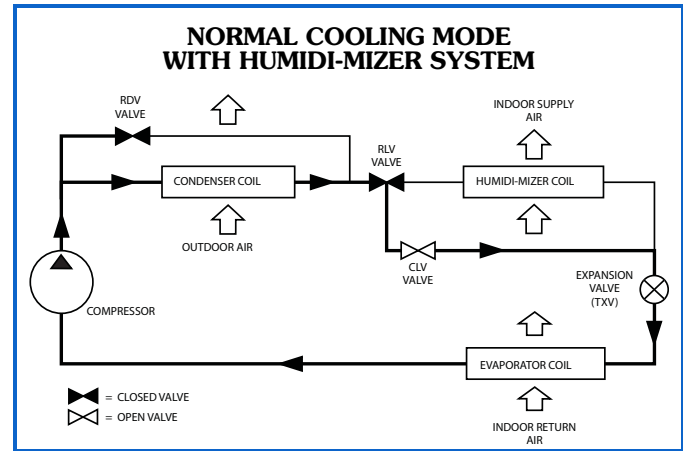 NORMAL COOLING MODE
WITH HUMIDI-MIZER SYSTEM
RDV
VALVE
INDOOR SUPPLY
AIR
RLV
VALVE
CONDENSER COIL
HUMIDI-MIZER COIL
OUTDOOR AIR
CLV
VALVE
EXPANSION
VALVE
(TXV)
COMPRESSOR
EVAPORATOR COIL
= CLOSED VALVE
= OPEN VALVE
INDOOR RETURN
AIR